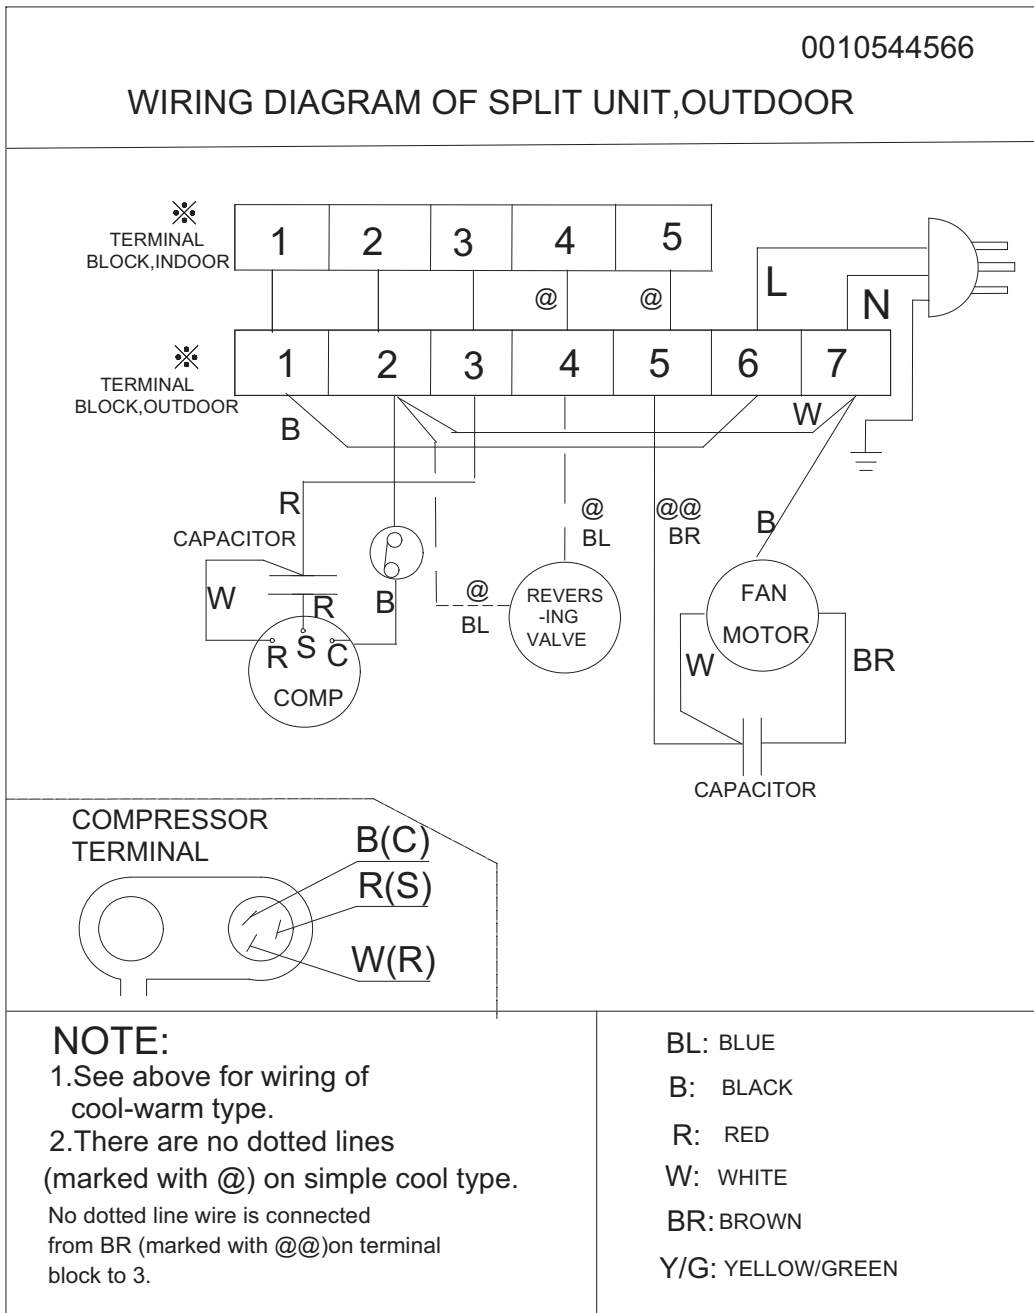 0010544566
WIRING DIAGRAM OF SPLIT UNIT,OUTDOOR
※
TERMINAL
BLOCK,INDOOR
1 2 3 4 5
@ @
L
N
※
TERMINAL
BLOCK,OUTDOOR
1 2 3 4 5 6 7
B
W
R
@
BL
@@
BR
B
CAPACITOR
W
R
B
@
BL
REVERS
-ING
VALVE
FAN
MOTOR
R S C
COMP
W
BR
CAPACITOR
COMPRESSOR
TERMINAL
B(C)
R(S)
W(R)
NOTE:
1.See above for wiring of
cool-warm type.
2.There are no dotted lines
(marked with @) on simple cool type.
No dotted line wire is connected
from BR (marked with @@)on terminal
block to 3.
BL: BLUE
B: BLACK
R: RED
W: WHITE
BR: BROWN
Y/G: YELLOW/GREEN